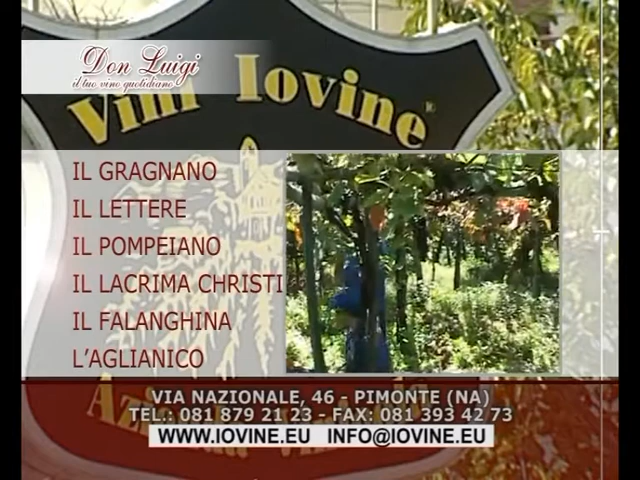 Don Luigi
il tuo vino quotidiano
Vini Iovine®
IL GRAGNANO
IL LETTERE
IL POMPEIANO
IL LACRIMA CHRISTI
IL FALANGHINA
L'AGLIANICO
VIA NAZIONALE, 46 - PIMONTE (NA)
TEL.: 081 879 21 23 - FAX: 081 393 42 73
WWW.IOVINE.EU INFO@IOVINE.EU